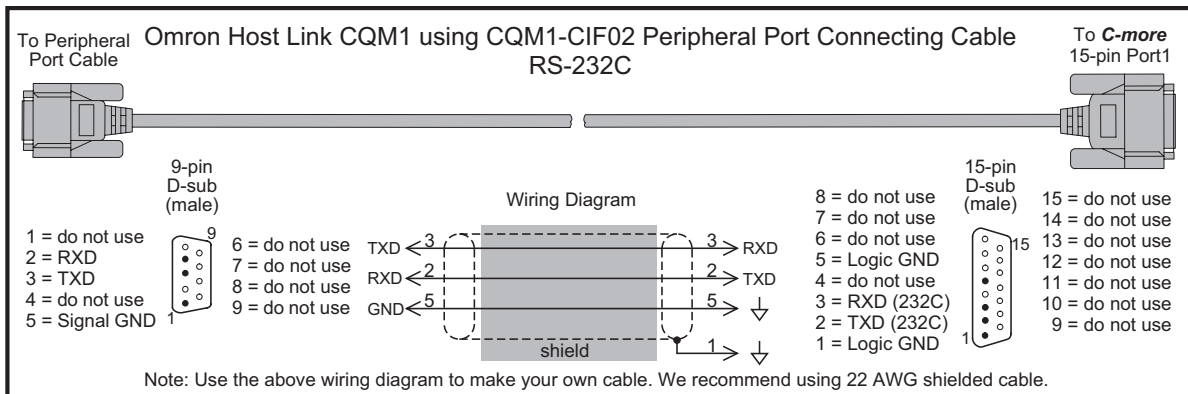 To Peripheral
Port Cable
Omron Host Link CQM1 using CQM1-CIF02 Peripheral Port Connecting Cable
RS-232C
To C-more
15-pin Port1
9-pin
D-sub
(male)
1 = do not use
2 = RXD
3 = TXD
4 = do not use
5 = Signal GND
9
1
6 = do not use
7 = do not use
8 = do not use
9 = do not use
Wiring Diagram
TXD 3 3 RXD
RXD 2 2 TXD
GND 5 5
shield 1
8 = do not use
7 = do not use
6 = do not use
5 = Logic GND
4 = do not use
3 = RXD (232C)
2 = TXD (232C)
1 = Logic GND
15-pin
D-sub
(male)
15
1
15 = do not use
14 = do not use
13 = do not use
12 = do not use
11 = do not use
10 = do not use
9 = do not use
Note: Use the above wiring diagram to make your own cable. We recommend using 22 AWG shielded cable.